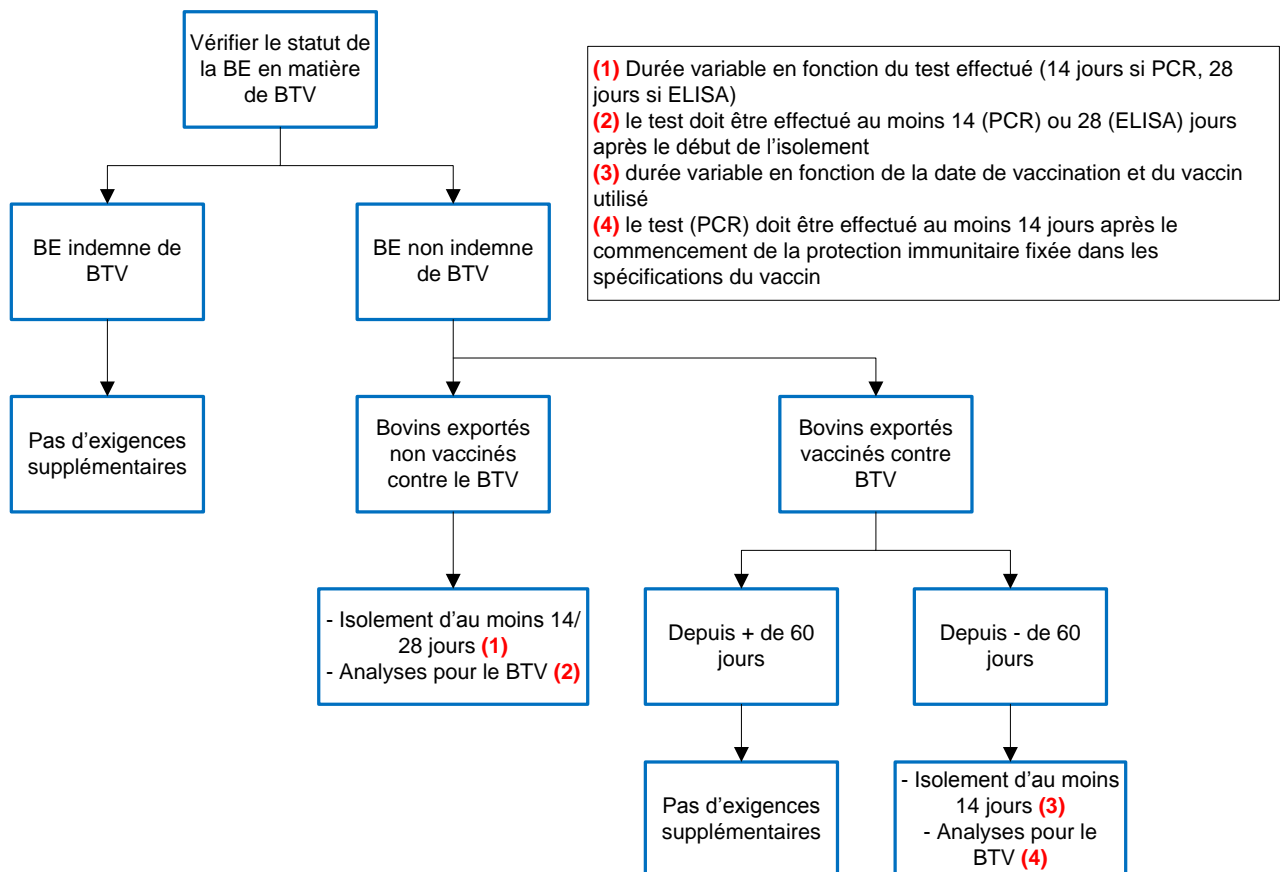 Vérifier le statut de
la BE en matière
de BTV
(1) Durée variable en fonction du test effectué (14 jours si PCR, 28
jours si ELISA)
(2) le test doit être effectué au moins 14 (PCR) ou 28 (ELISA) jours
après le début de l'isolement
(3) durée variable en fonction de la date de vaccination et du vaccin
utilisé
(4) le test (PCR) doit être effectué au moins 14 jours après le
commencement de la protection immunitaire fixée dans les
spécifications du vaccin
BE indemne de
BTV
BE non indemne
de BTV
Pas d'exigences
supplémentaires
Bovins exportés
non vaccinés
contre le BTV
Bovins exportés
vaccinés contre
BTV
- Isolement d'au moins 14/
28 jours (1)
- Analyses pour le BTV (2)
Depuis + de 60
jours
Depuis - de 60
jours
Pas d'exigences
supplémentaires
- Isolement d'au moins
14 jours (3)
- Analyses pour le
BTV (4)